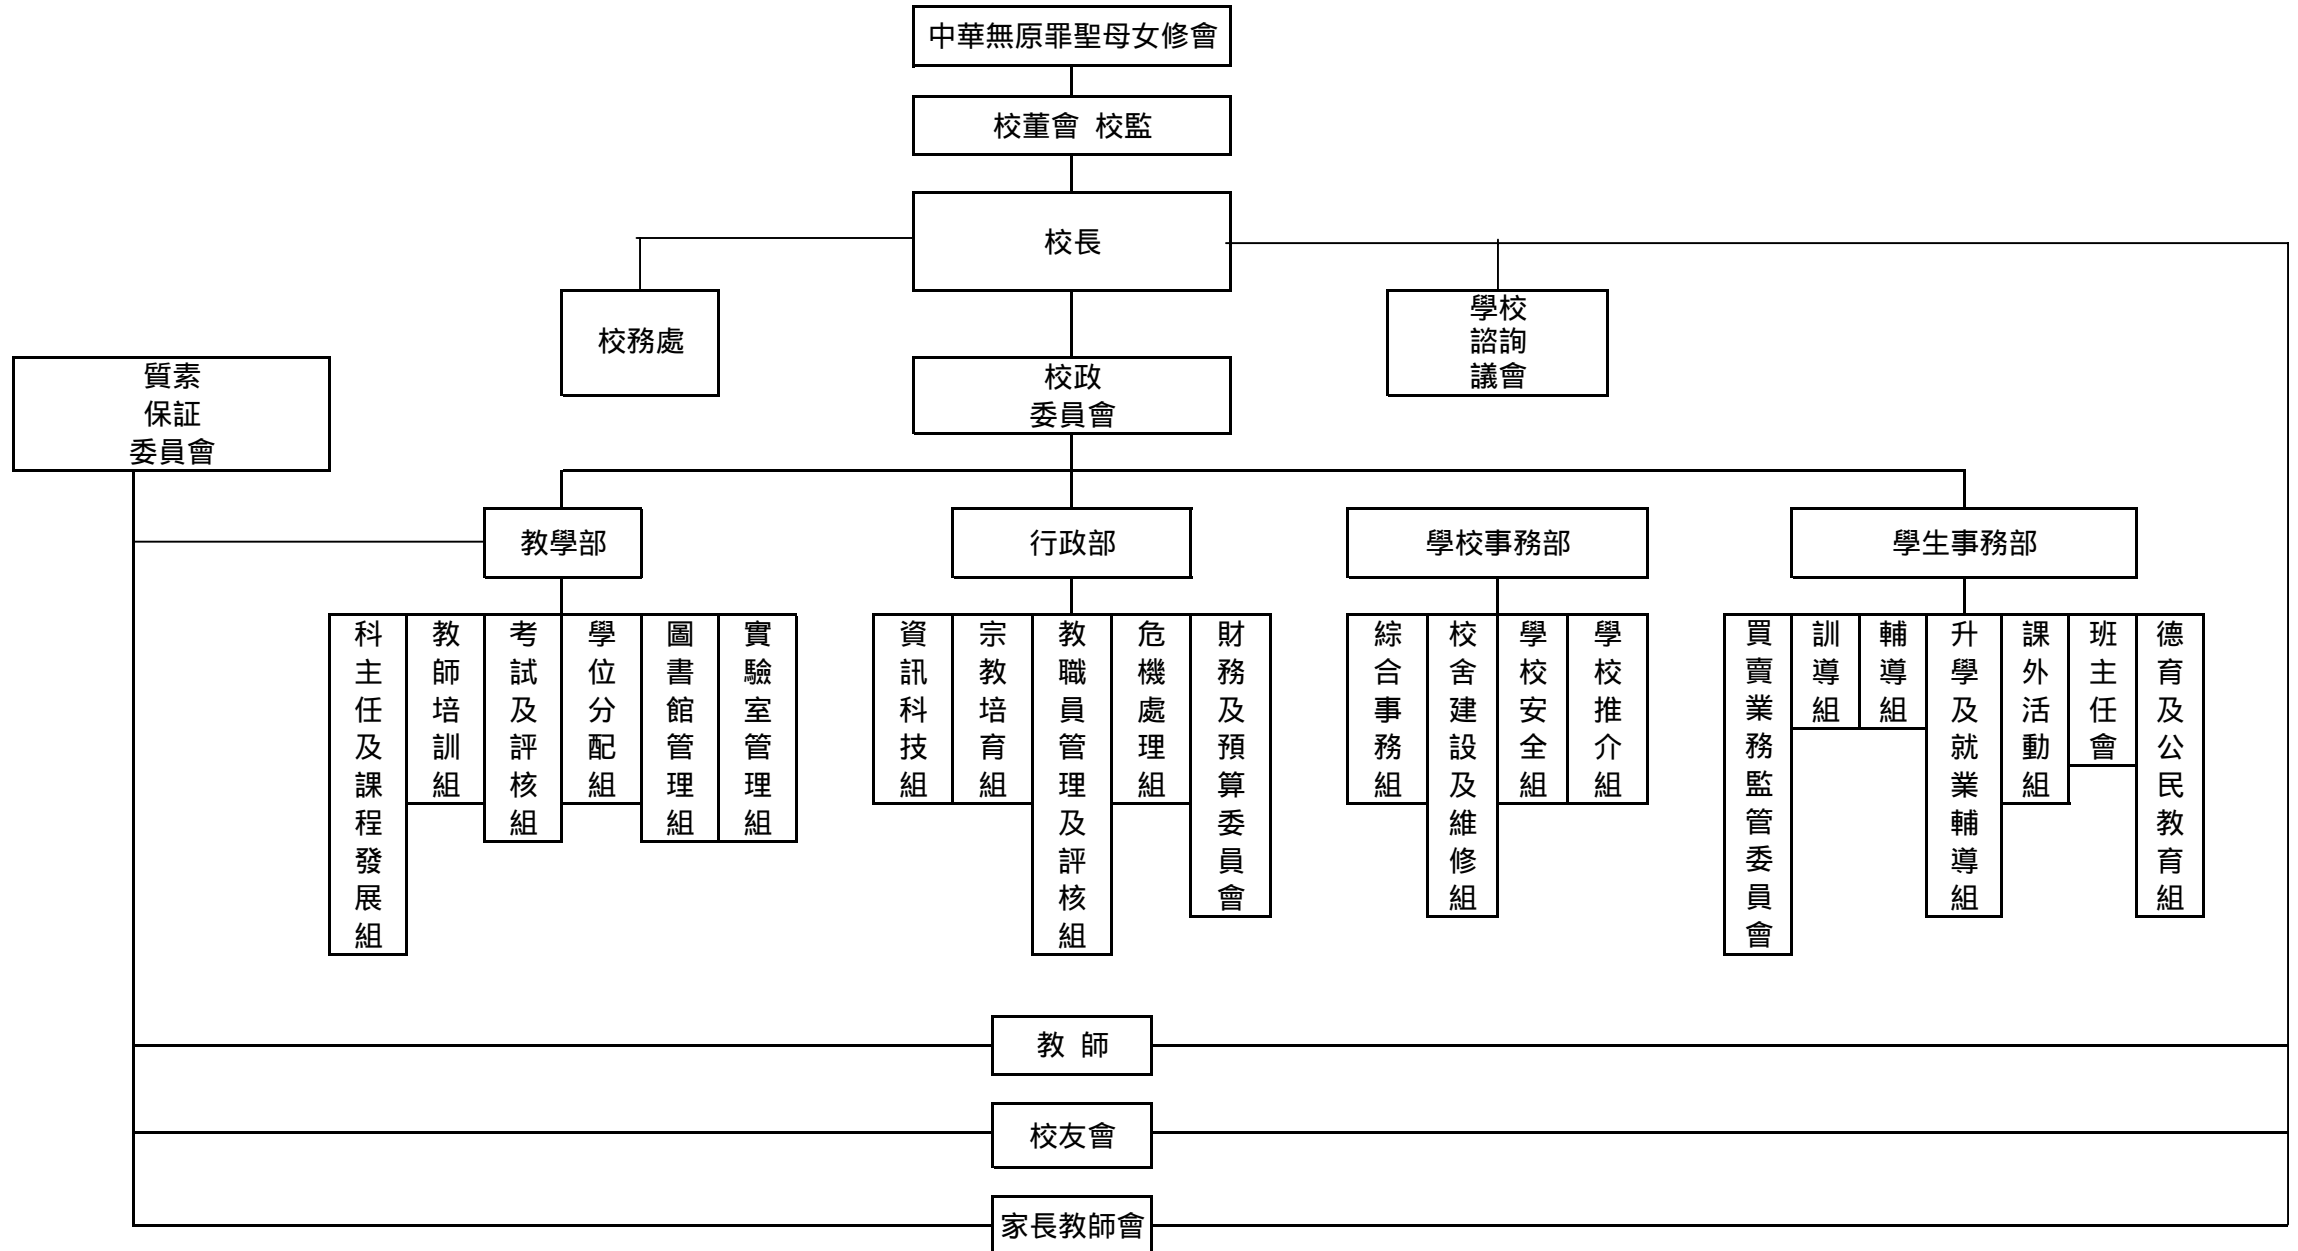 中華無原罪聖母女修會
校董會 校監
校長
校務處
學校
諮詢
議會
質素
保証
委員會
校政
委員會
教學部
行政部
學校事務部
學生事務部
科主任及課程發展組
教師培訓組
考試及評核組
學位分配組
圖書館管理組
實驗室管理組
資訊科技組
宗教培育組
教職員管理及評核組
危機處理組
財務及預算委員會
綜合事務組
校舍建設及維修組
學校安全組
學校推介組
買賣業務監管委員會
訓導組
輔導組
升學及就業輔導組
課外活動組
班主任會
德育及公民教育組
教 師
校友會
家長教師會